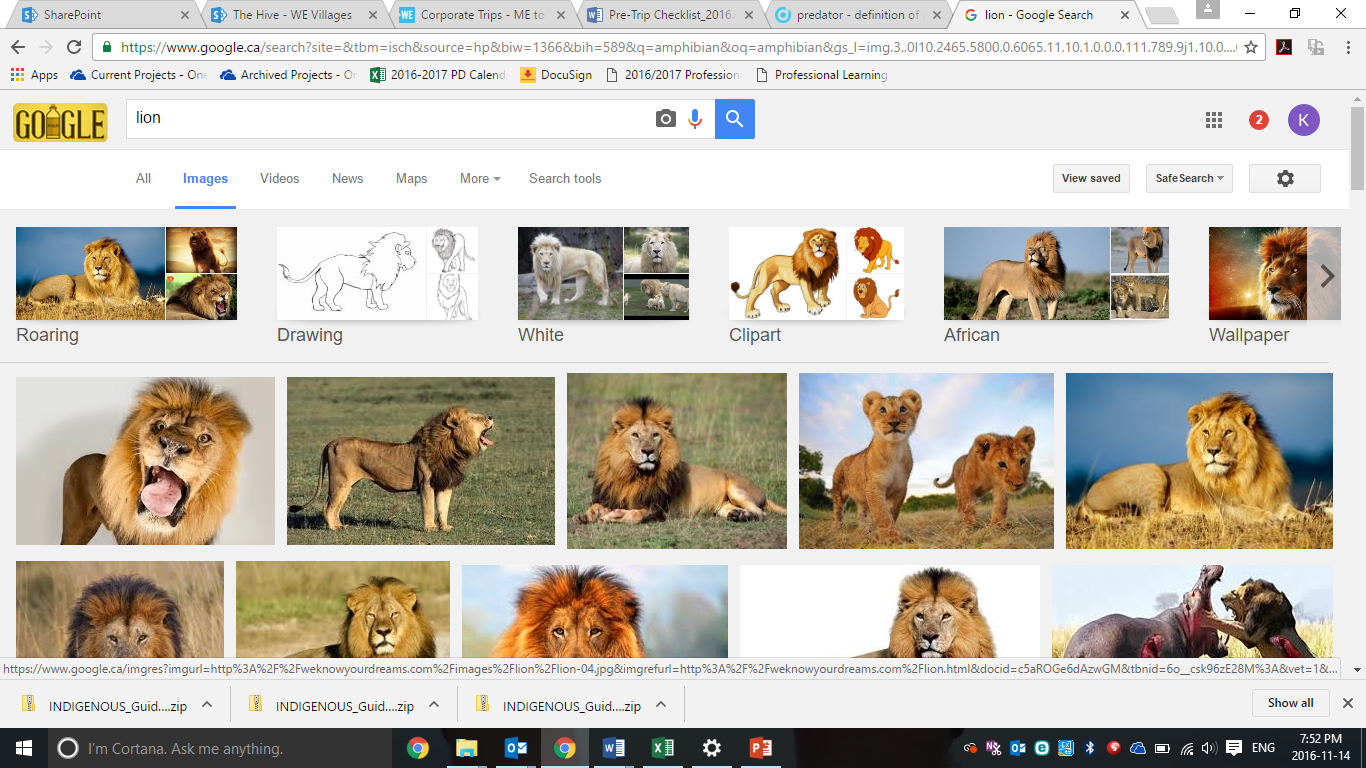 SharePoint
The Hive - WE Villages
Corporate Trips - ME to
Pre-Trip Checklist_2016.
predator - definition of
lion - Google Search
https://www.google.ca/search?site=&tbm=isch&source=hp&biw=1366&bih=589&q=amphibian&oq=amphibian&gs_l=img.3..0l10.2465.5800.0.6065.11.10.1.0.0.0.111.789.9j1.10.0....
Apps
Current Projects - One
Archived Projects - On
2016-2017 PD Calend
DocuSign
2016/2017 Profession
Professional Learning
GOOGLE
lion
2
K
All
Images
Videos
News
Maps
More
Search tools
View saved
SafeSearch
Roaring
Drawing
White
Clipart
African
Wallpaper
https://www.google.ca/imgres?imgurl=http%3A%2F%2Fweknowyourdreams.com%2Fimages%2Flion%2Flion-04.jpg&imgrefurl=http%3A%2F%2Fweknowyourdreams.com%2Flion.html&docid=c5aROGe6dAzwGM&tbnid=6o__csk96zE28M%3A&vet=1&...
INDIGENOUS_Guid....zip
INDIGENOUS_Guid....zip
INDIGENOUS_Guid....zip
Show all
I'm Cortana. Ask me anything.
ENG
7:52 PM
2016-11-14